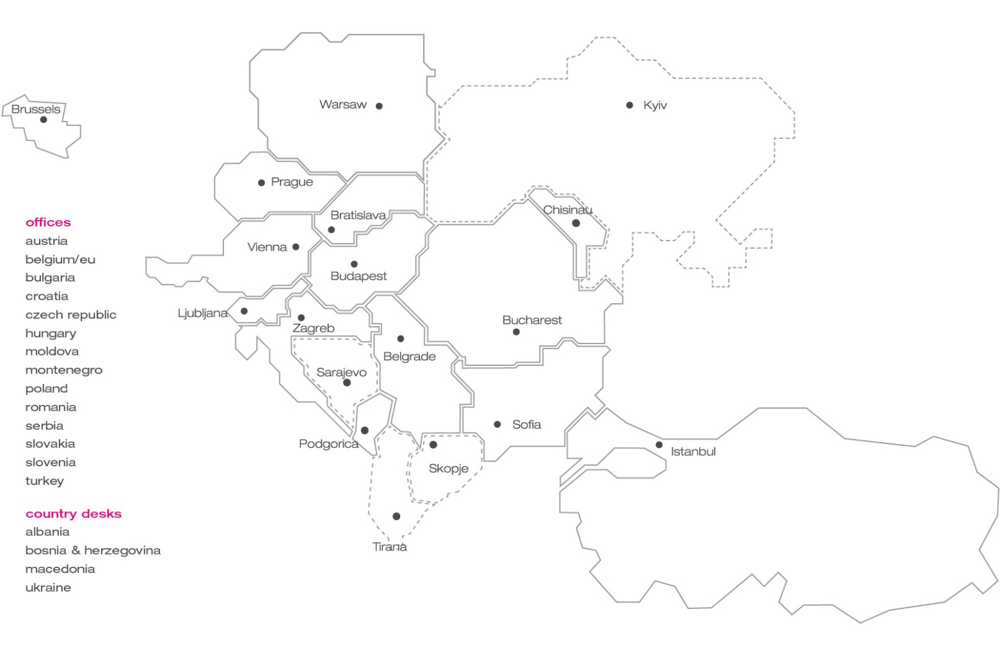 Warsaw
Kyiv
Brussels
Prague
Chisinau
Bratislava
offices
austria
Vienna
belgium/eu
Budapest
bulgaria
croatia
Ljubljana
czech republic
Bucharest
Zagreb
hungary
moldova
Belgrade
montenegro
Sarajevo
poland
romania
serbia
Sofia
slovakia
Podgorica
Istanbul
slovenia
Skopje
turkey
country desks
albania
Tirana
bosnia & herzegovina
macedonia
ukraine